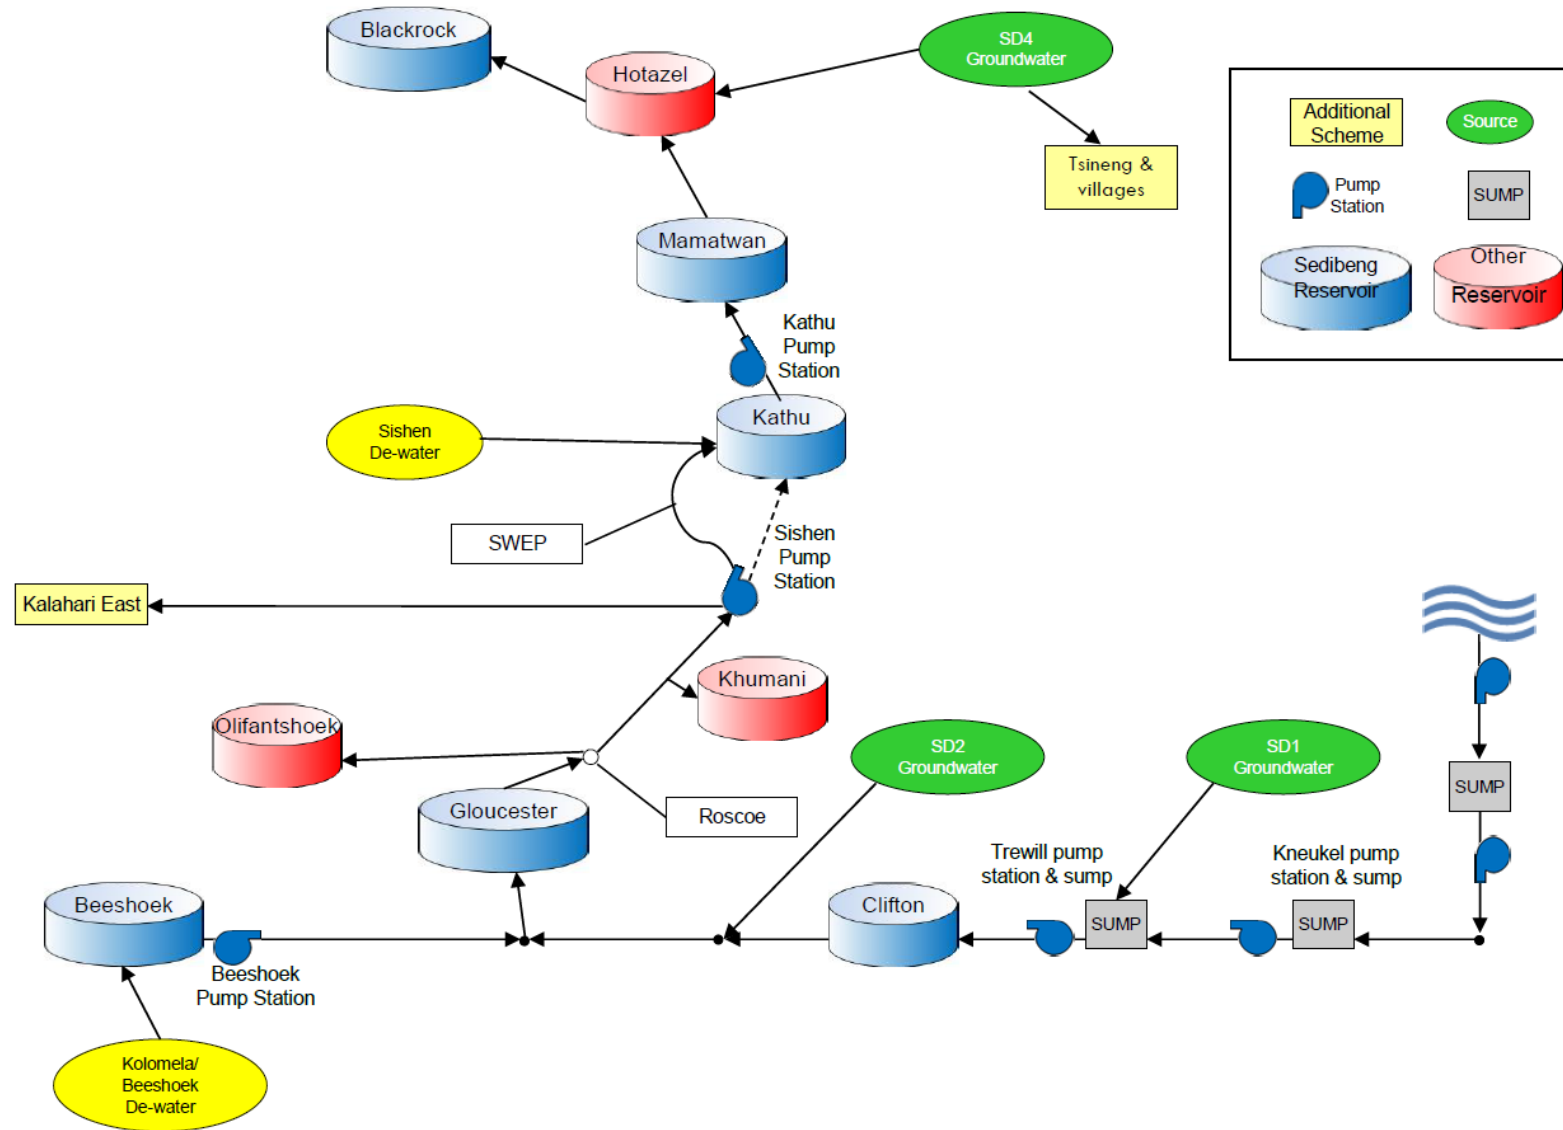 Blackrock
Hotazel
SD4
Groundwater
Additional
Scheme
Source
Tsineng &
villages
Pump
Station
SUMP
Mamatwan
Sedibeng
Reservoir
Other
Reservoir
Kathu
Pump
Station
Kathu
Sishen
De-water
SWEP
Sishen
Pump
Station
Kalahari East
Khumani
Olifantshoek
SD2
Groundwater
SD1
Groundwater
SUMP
Gloucester
Roscoe
Trewill pump
station & sump
Kneukel pump
station & sump
Beeshoek
Clifton
SUMP
SUMP
Beeshoek
Pump Station
Kolomela/
Beeshoek
De-water